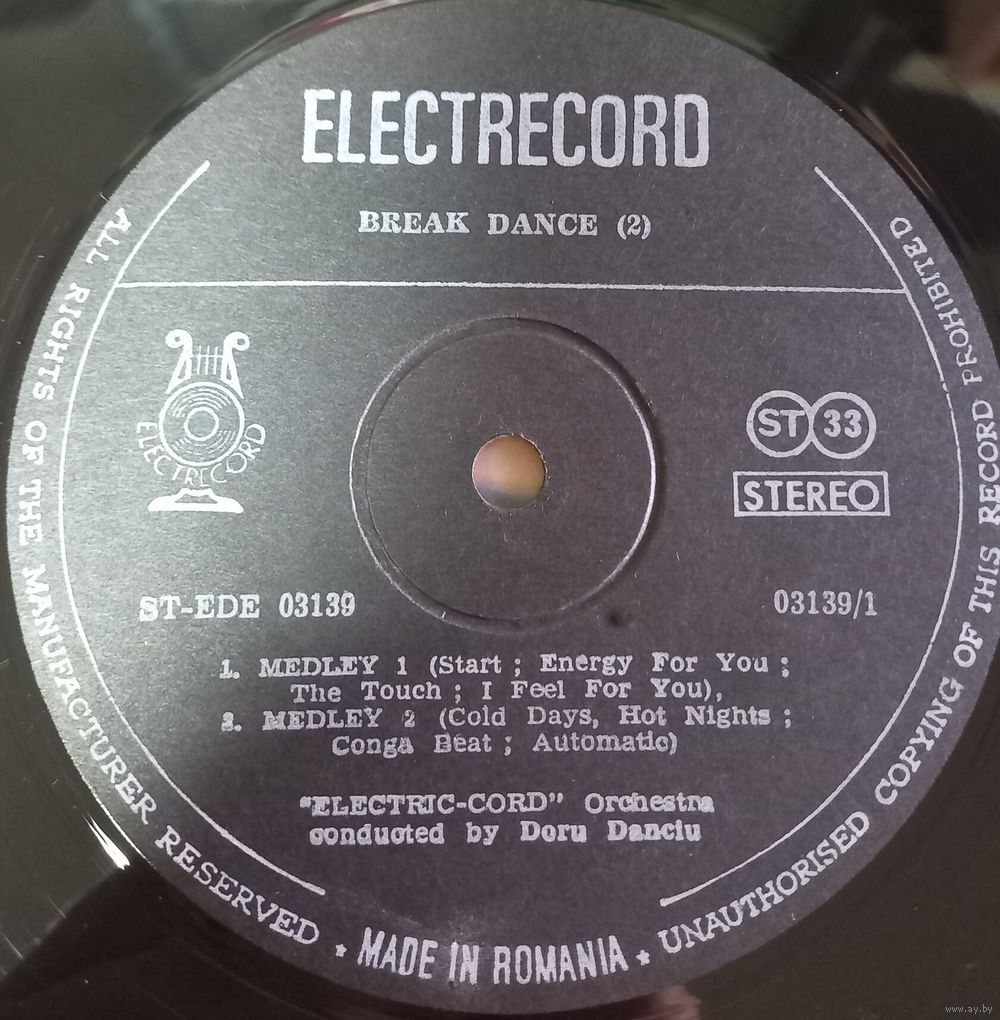 ELECTRECORD
BREAK DANCE (2)
ELECTRECORD
ST 33
STEREO
ST-EDE 03139
03139/1
1. MEDLEY 1 (Start ; Energy For You ;
The Touch ; I Feel For You),
2. MEDLEY 2 (Cold Days, Hot Nights ;
Conga Beat ; Automatic)
"ELECTRIC-CORD" Orchestra
conducted by Doru Danciu
ALL RIGHTS OF THE MANUFACTURER RESERVED * MADE IN ROMANIA * UNAUTHORISED COPYING OF THIS RECORD PROHIBITED
www.ay.by